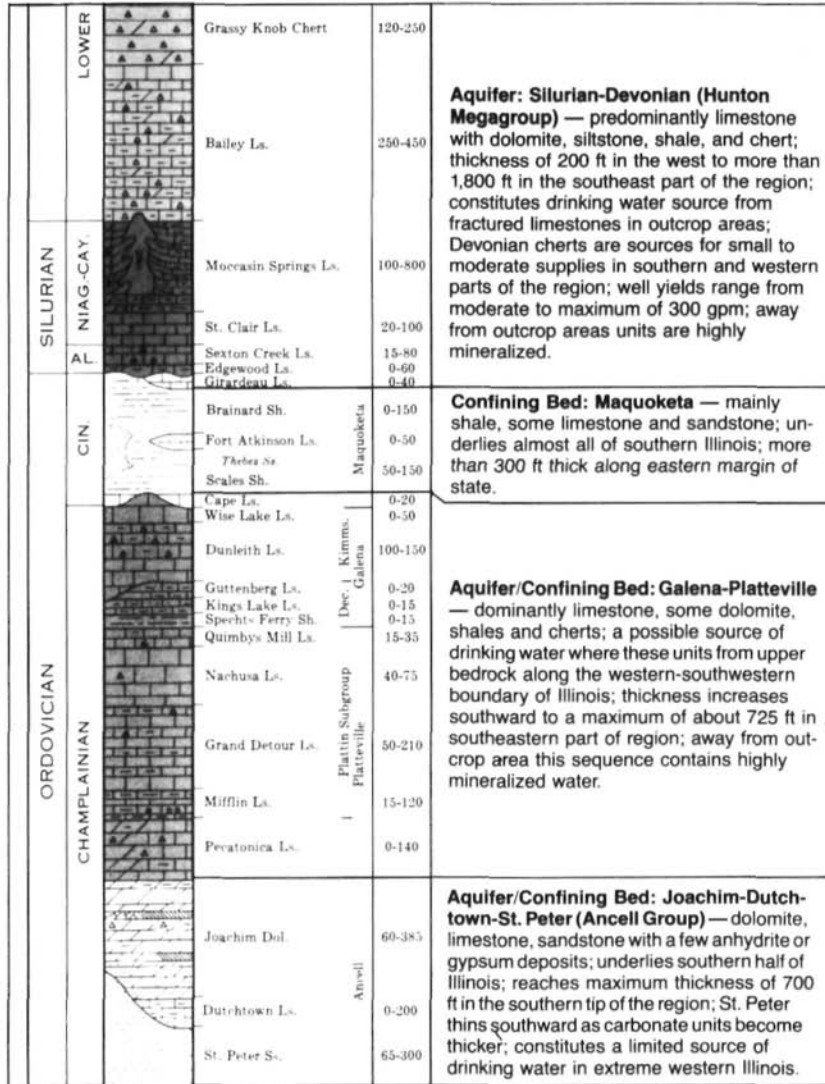 LOWER
Grassy Knob Chert 120-250
Bailey Ls. 250-450
SILURIAN
NIAG.-CAY.
Moccasin Springs Ls. 100-800
St. Clair Ls. 20-100
AL.
Sexton Creek Ls. 15-80
Edgewood Ls. 0-60
Girardeau Ls. 0-40
Aquifer: Silurian-Devonian (Hunton
Megagroup) — predominantly limestone
with dolomite, siltstone, shale, and chert;
thickness of 200 ft in the west to more than
1,800 ft in the southeast part of the region;
constitutes drinking water source from
fractured limestones in outcrop areas;
Devonian cherts are sources for small to
moderate supplies in southern and western
parts of the region; well yields range from
moderate to maximum of 300 gpm; away
from outcrop areas units are highly
mineralized.
ORDOVICIAN
CIN.
Brainard Sh. 0-150
Fort Atkinson Ls. 0-50
Thebes Ss.
Scales Sh. 50-150
Maquoketa
Cape Ls. 0-20
Confining Bed: Maquoketa — mainly
shale, some limestone and sandstone; un-
derlies almost all of southern Illinois; more
than 300 ft thick along eastern margin of
state.
CHAMPLAINIAN
Wise Lake Ls. 0-50
Dunleith Ls. 100-150
Guttenberg Ls. 0-20
Kings Lake Ls. 0-15
Spechts Ferry Sh. 0-15
Dec. Kimms.
Galena
Quimbys Mill Ls. 15-35
Nachusa Ls. 40-75
Grand Detour Ls. 50-210
Mifflin Ls. 15-120
Pecatonica Ls. 0-140
Plattin Subgroup
Platteville
Aquifer/Confining Bed: Galena-Platteville
— dominantly limestone, some dolomite,
shales and cherts; a possible source of
drinking water where these units from upper
bedrock along the western-southwestern
boundary of Illinois; thickness increases
southward to a maximum of about 725 ft in
southeastern part of region; away from out-
crop area this sequence contains highly
mineralized water.
Joachim Dol. 60-385
Dutchtown Ls. 0-200
St. Peter Ss. 65-300
Ancell
Aquifer/Confining Bed: Joachim-Dutch-
town-St. Peter (Ancell Group) — dolomite,
limestone, sandstone with a few anhydrite or
gypsum deposits; underlies southern half of
Illinois; reaches maximum thickness of 700
ft in the southern tip of the region; St. Peter
thins southward as carbonate units become
thicker; constitutes a limited source of
drinking water in extreme western Illinois.